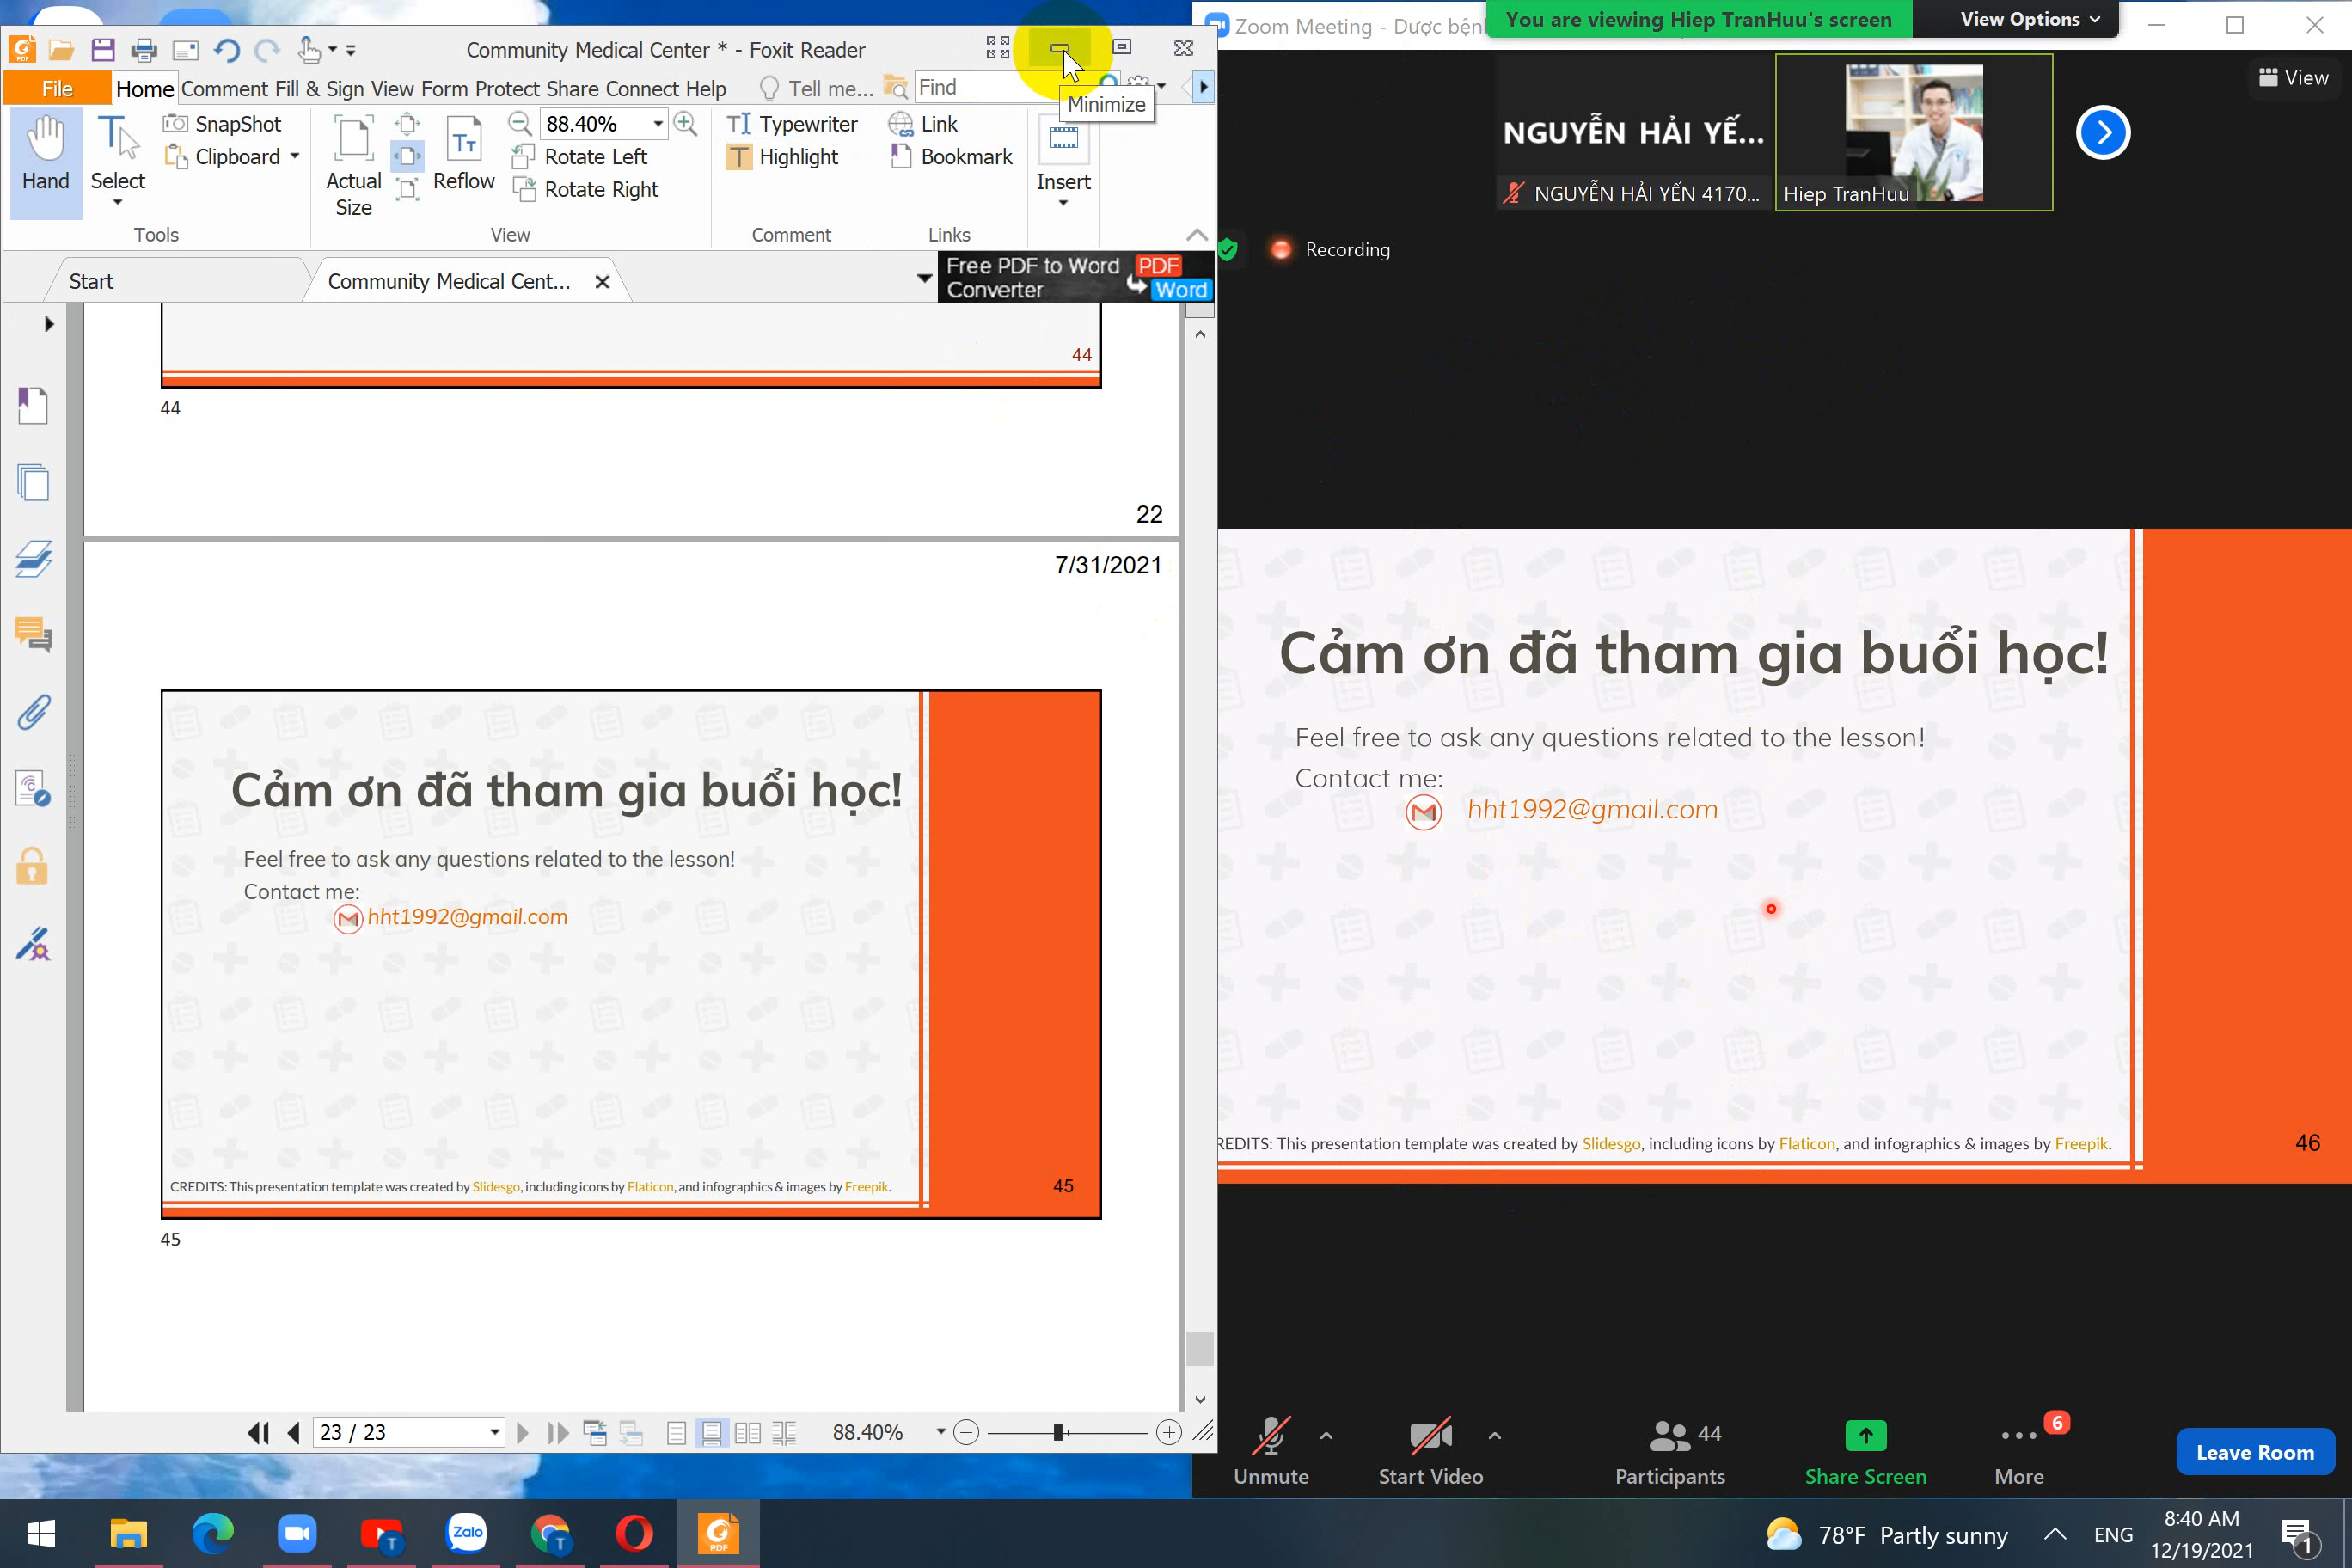 Community Medical Center * - Foxit Reader
File Home Comment Fill & Sign View Form Protect Share Connect Help Tell me... Find
Minimize
Hand
Select
SnapShot
Clipboard
Tools
Actual Size
Reflow
88.40%
Rotate Left
Rotate Right
View
Typewriter
Highlight
Comment
Link
Bookmark
Links
Insert
Start
Community Medical Cent...
Free PDF to Word Converter
PDF
Word
44
44
22
7/31/2021
Cảm ơn đã tham gia buổi học!
Feel free to ask any questions related to the lesson!
Contact me:
hht1992@gmail.com
CREDITS: This presentation template was created by Slidesgo, including icons by Flaticon, and infographics & images by Freepik.
45
45
23 / 23
88.40%
Zoom Meeting - Dược bện
You are viewing Hiep TranHuu's screen
View Options
View
NGUYỄN HẢI YẾ...
NGUYỄN HẢI YẾN 4170...
Hiep TranHuu
Recording
Cảm ơn đã tham gia buổi học!
Feel free to ask any questions related to the lesson!
Contact me:
hht1992@gmail.com
REDITS: This presentation template was created by Slidesgo, including icons by Flaticon, and infographics & images by Freepik.
46
Unmute
Start Video
44
Participants
Share Screen
6
More
Leave Room
Zalo
T
T
PDF
78°F Partly sunny
ENG
8:40 AM
12/19/2021
1